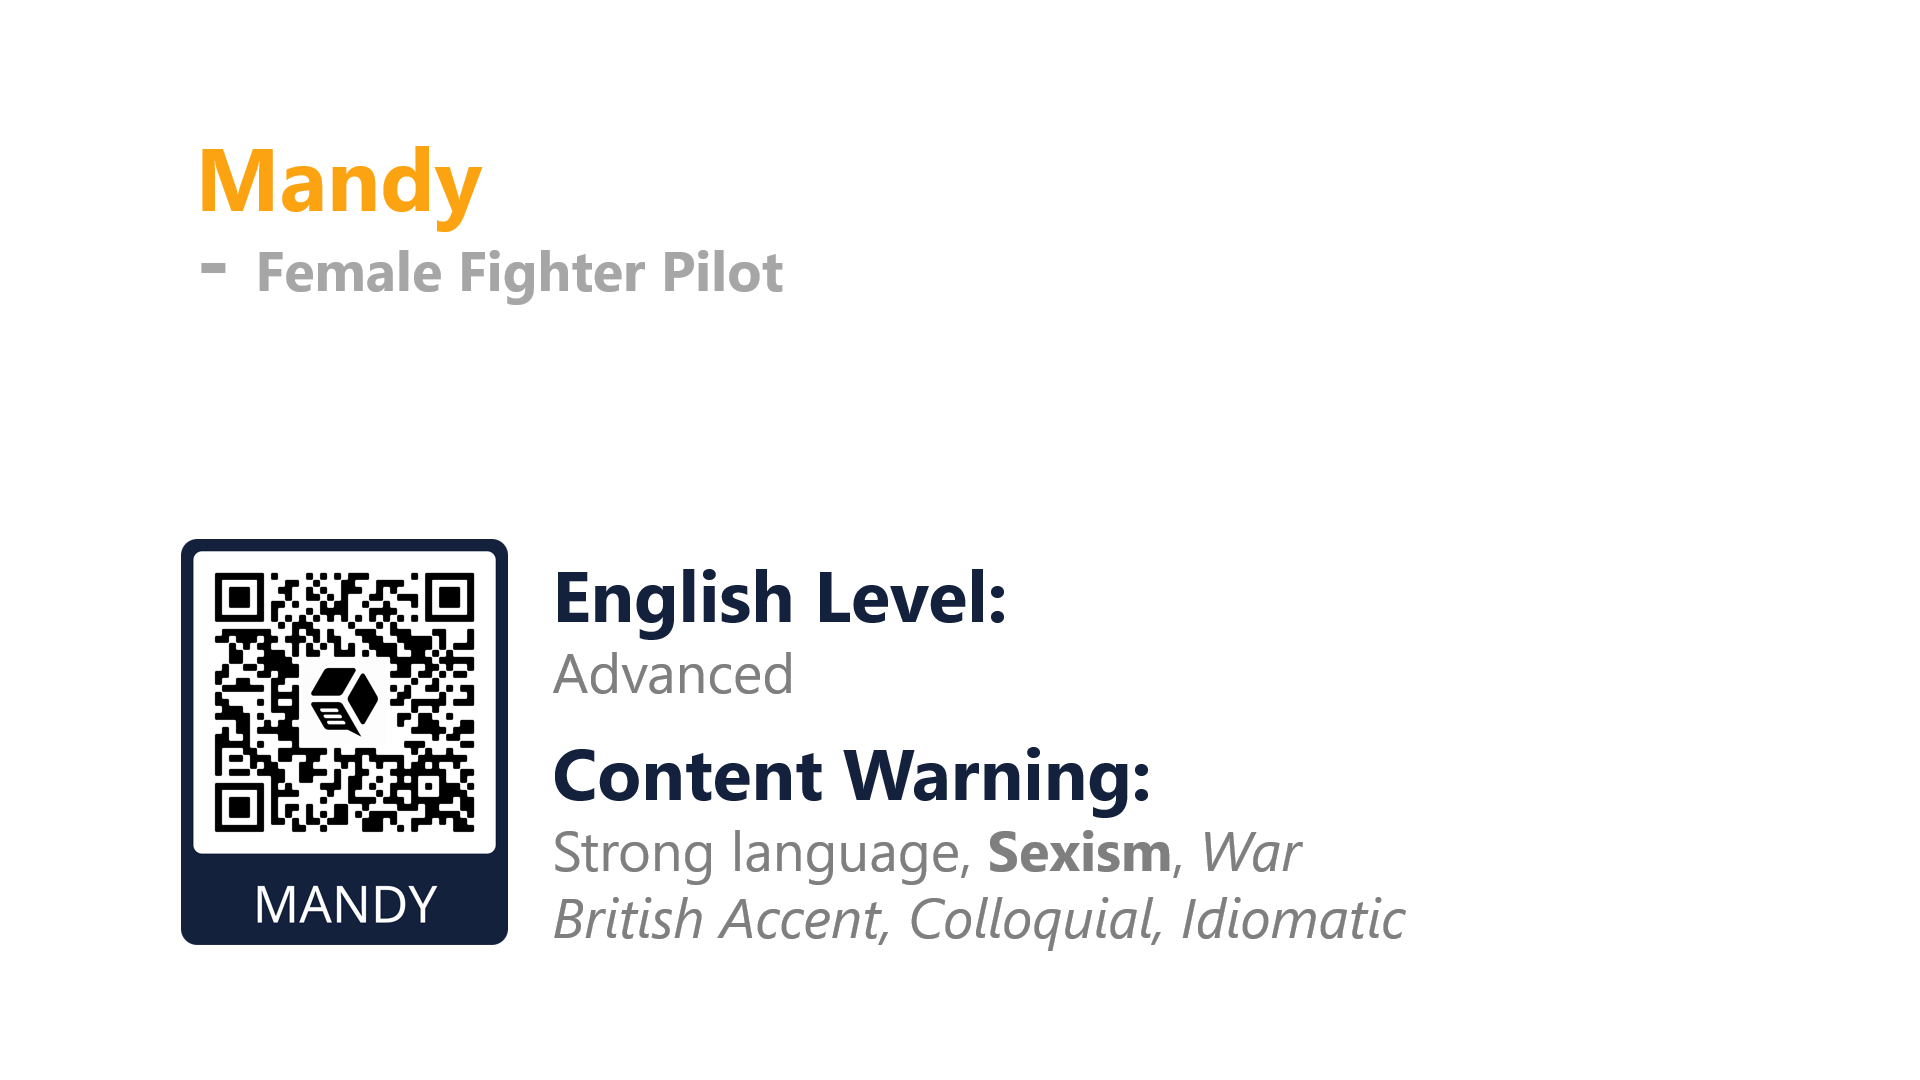 Mandy
- Female Fighter Pilot
English Level:
Advanced
Content Warning:
Strong language, Sexism, War
British Accent, Colloquial, Idiomatic
MANDY